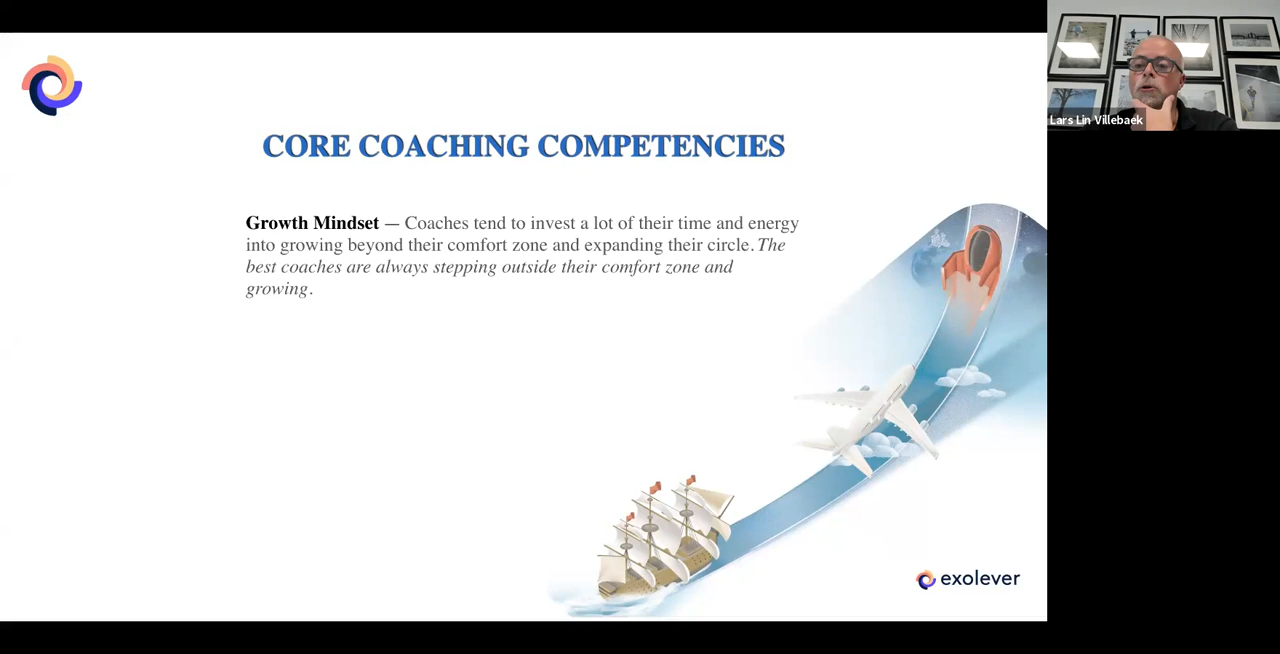 CORE COACHING COMPETENCIES
Growth Mindset — Coaches tend to invest a lot of their time and energy
into growing beyond their comfort zone and expanding their circle. The
best coaches are always stepping outside their comfort zone and
growing.
exolever
Lars Lin Villebaek